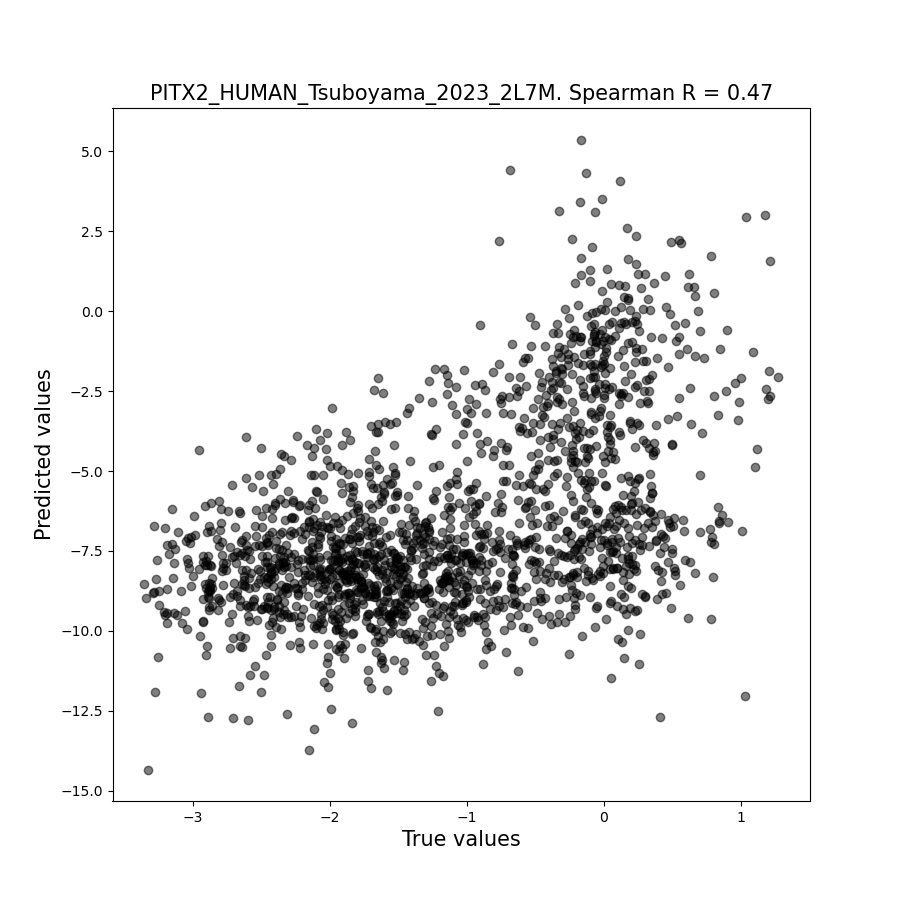 PITX2_HUMAN_Tsuboyama_2023_2L7M. Spearman R = 0.47
Predicted values
5.0
2.5
0.0
−2.5
−5.0
−7.5
−10.0
−12.5
−15.0
−3 −2 −1 0 1
True values